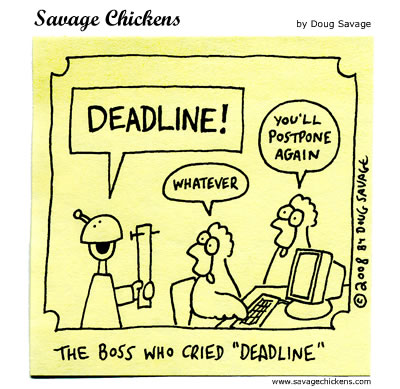 Savage Chickens
by Doug Savage
DEADLINE!
WHATEVER
YOU'LL
POSTPONE
AGAIN
© 2008 BY DOUG SAVAGE
THE BOSS WHO CRIED "DEADLINE"
www.savagechickens.com